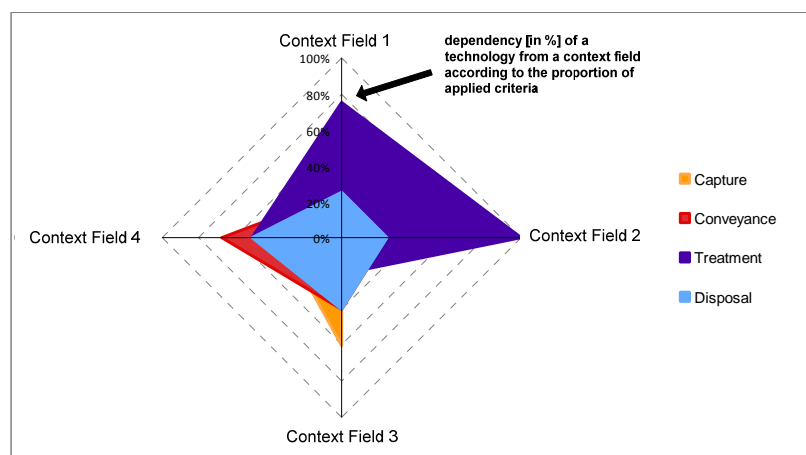 Context Field 1
dependency [in %] of a
technology from a context field
according to the proportion of
applied criteria
100%
80%
60%
40%
20%
0%
Context Field 4
Context Field 2
Context Field 3
Capture
Conveyance
Treatment
Disposal